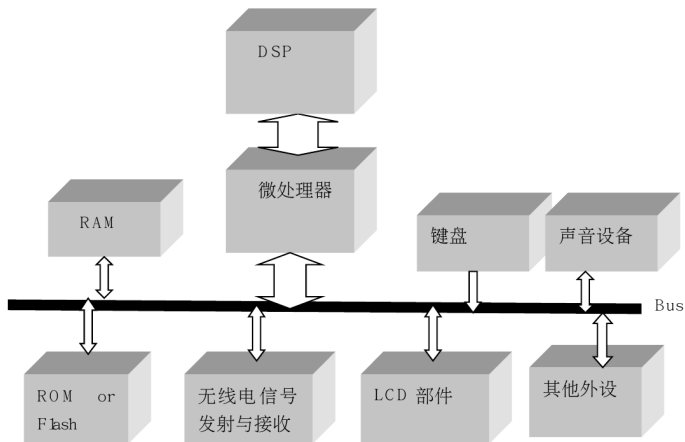 DSP
微处理器
RAM
键盘
声音设备
Bus
ROM or
Flash
无线电信号
发射与接收
LCD 部件
其他外设